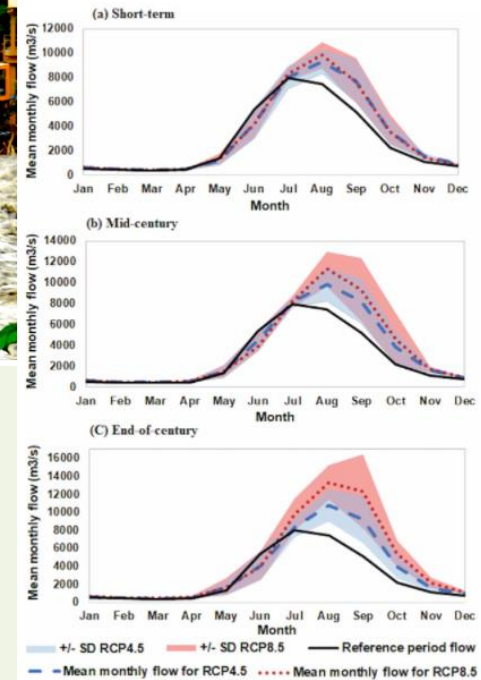 (a) Short-term
Mean monthly flow (m3/s)
12000
10000
8000
6000
4000
2000
0
Jan Feb Mar Apr May Jun Jul Aug Sep Oct Nov Dec
Month
(b) Mid-century
Mean monthly flow (m3/s)
14000
12000
10000
8000
6000
4000
2000
0
Jan Feb Mar Apr May Jun Jul Aug Sep Oct Nov Dec
Month
(C) End-of-century
Mean monthly flow (m3/s)
16000
14000
12000
10000
8000
6000
4000
2000
0
Jan Feb Mar Apr May Jun Jul Aug Sep Oct Nov Dec
Month
+/- SD RCP4.5 +/- SD RCP8.5 Reference period flow
Mean monthly flow for RCP4.5 Mean monthly flow for RCP8.5